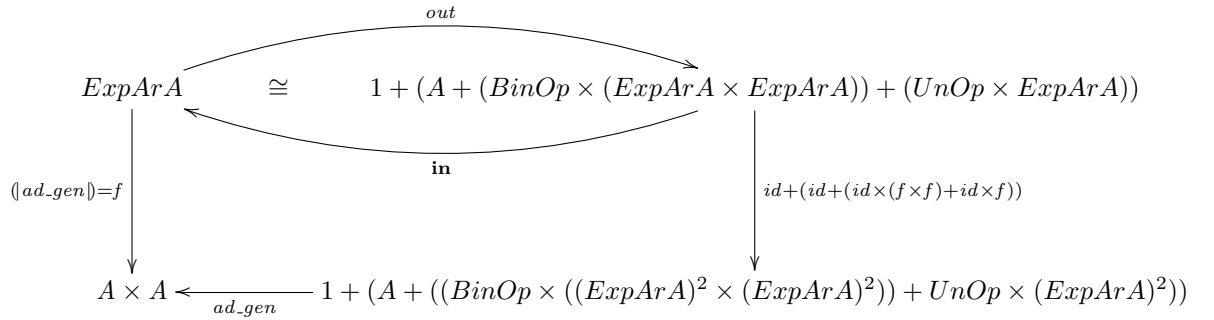 out
ExpArA ≅ 1 + (A + (BinOp × (ExpArA × ExpArA)) + (UnOp × ExpArA))
in
(|ad_gen|)=f
id+(id+(id×(f×f)+id×f))
A × A
ad_gen
1 + (A + ((BinOp × ((ExpArA)² × (ExpArA)²)) + UnOp × (ExpArA)²))